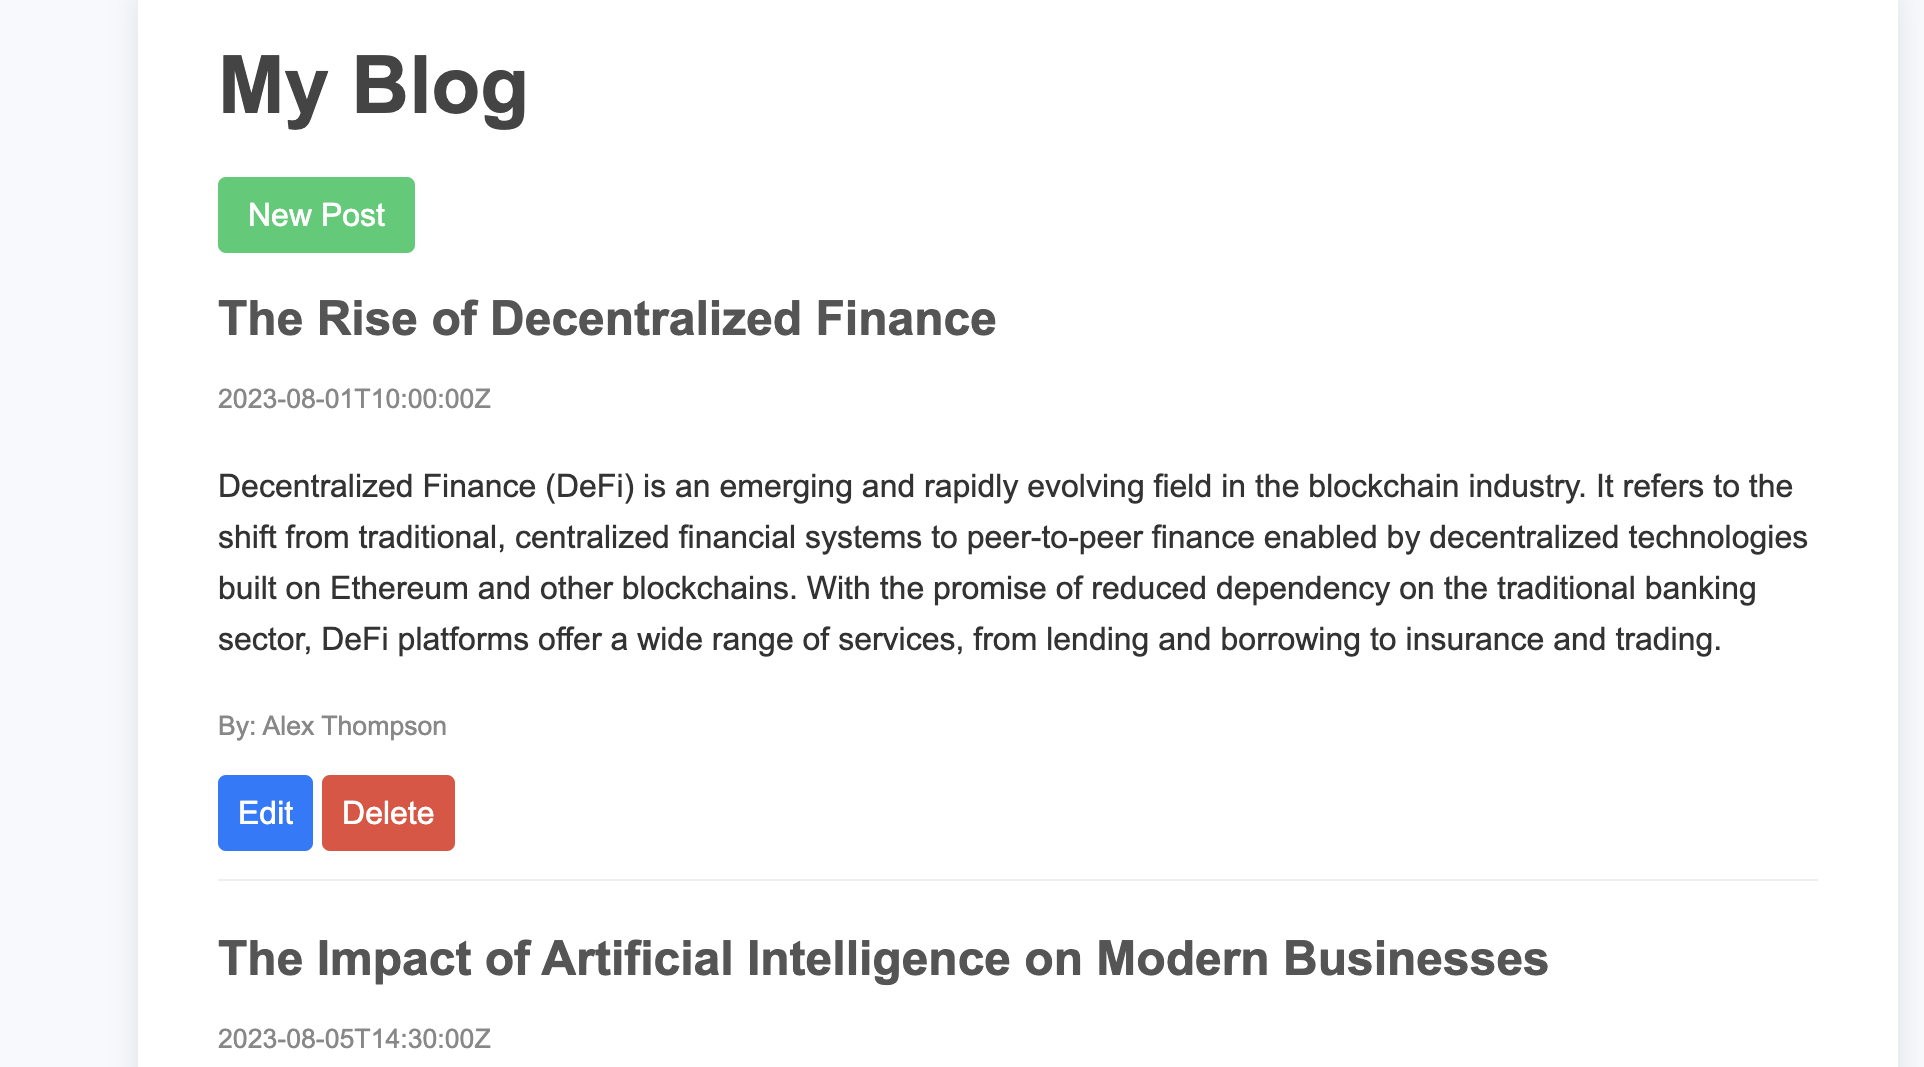 My Blog
New Post
The Rise of Decentralized Finance
2023-08-01T10:00:00Z
Decentralized Finance (DeFi) is an emerging and rapidly evolving field in the blockchain industry. It refers to the
shift from traditional, centralized financial systems to peer-to-peer finance enabled by decentralized technologies
built on Ethereum and other blockchains. With the promise of reduced dependency on the traditional banking
sector, DeFi platforms offer a wide range of services, from lending and borrowing to insurance and trading.
By: Alex Thompson
Edit Delete
The Impact of Artificial Intelligence on Modern Businesses
2023-08-05T14:30:00Z